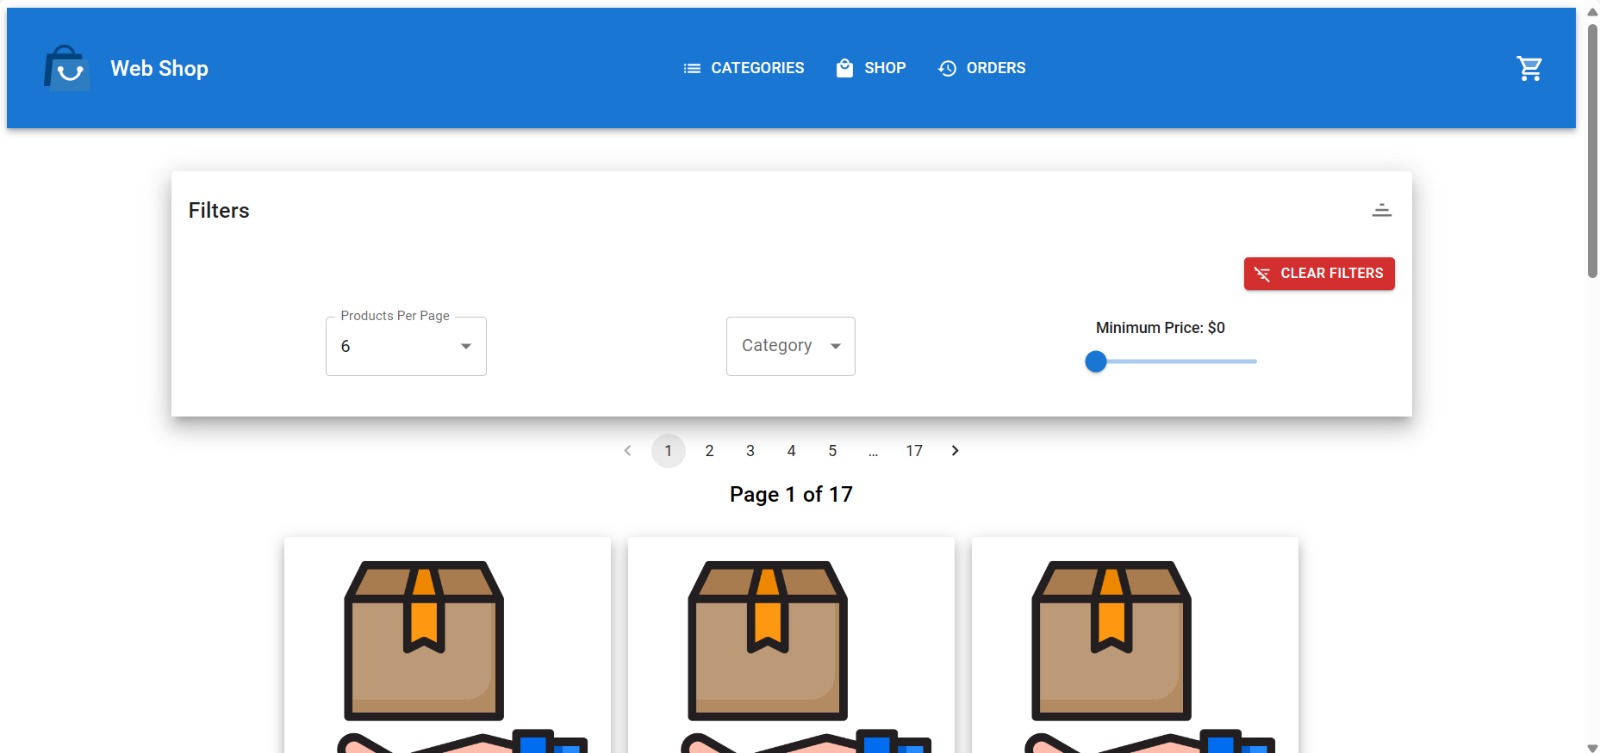 Web Shop
CATEGORIES SHOP ORDERS
Filters
CLEAR FILTERS
Products Per Page
6
Category
Minimum Price: $0
1 2 3 4 5 ... 17
Page 1 of 17